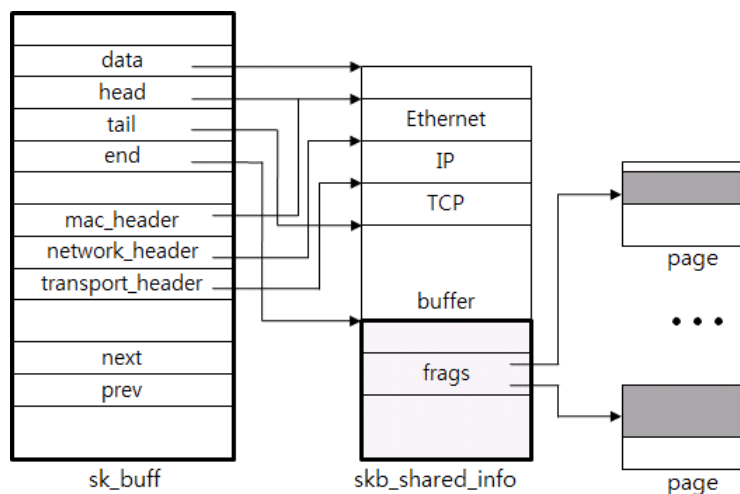 data
head
tail
end
mac_header
network_header
transport_header
next
prev
sk_buff
Ethernet
IP
TCP
buffer
frags
skb_shared_info
page
page